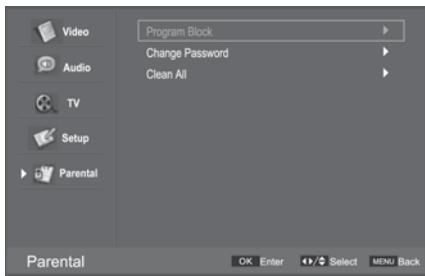 Video
Audio
TV
Setup
Parental
Program Block
Change Password
Clean All
Parental
OK Enter
Select
MENU Back